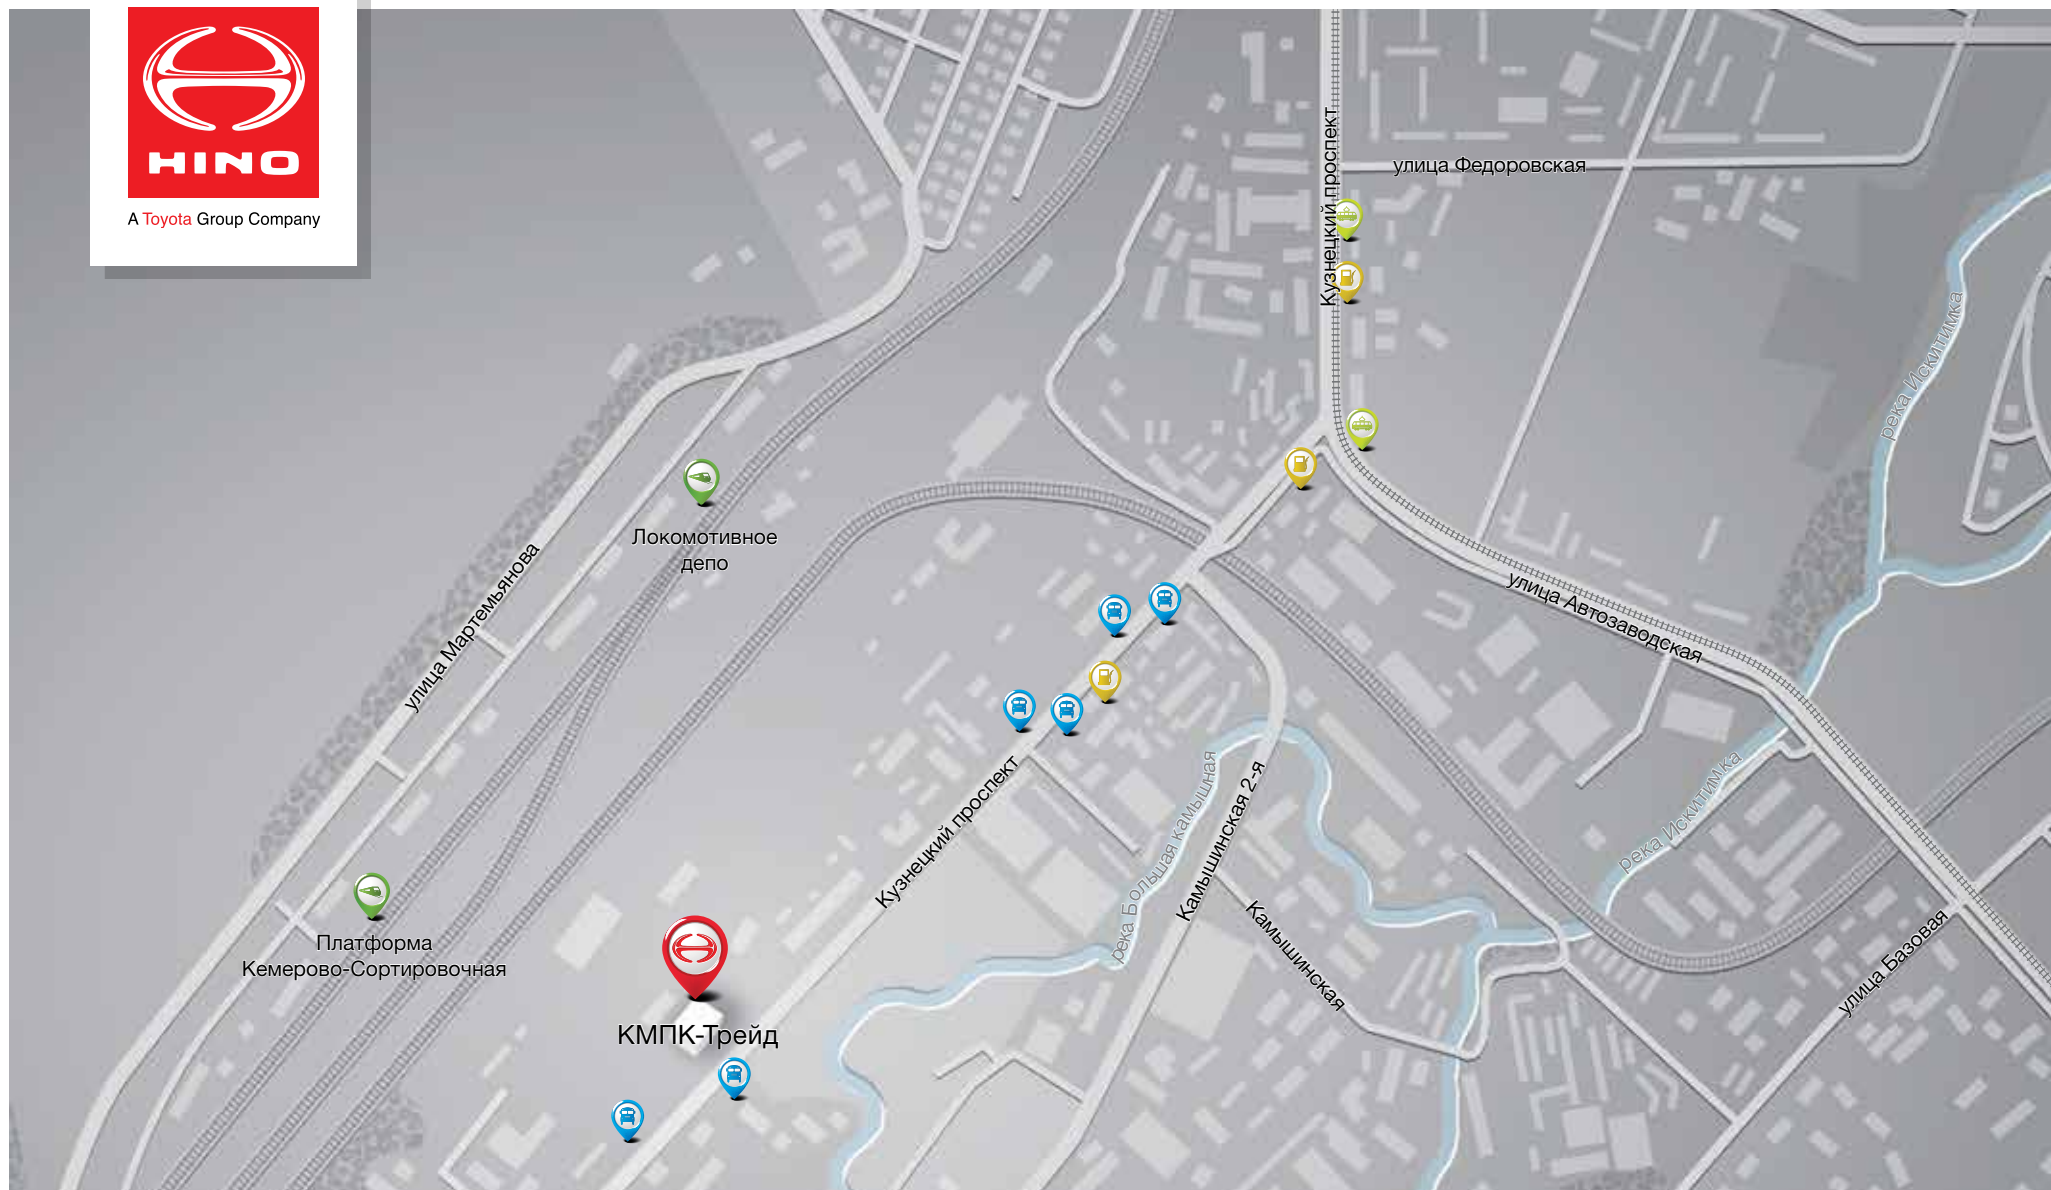 HINO
A Toyota Group Company
Кузнецкий проспект
улица Федоровская
река Искитимка
Локомотивное
депо
улица Мартемьянова
улица Автозаводская
Кузнецкий проспект
река Большая камышная
Камышинская 2-я
река Искитимка
Камышинская
улица Базовая
Платформа
Кемерово-Сортировочная
КМПК-Трейд